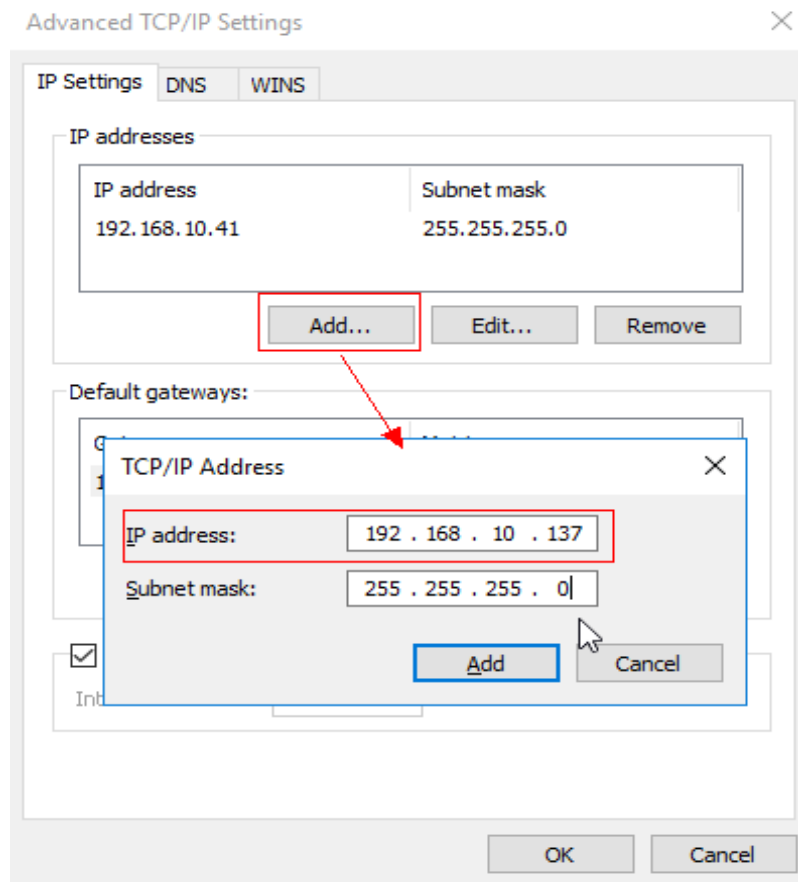 Advanced TCP/IP Settings
IP Settings DNS WINS
IP addresses
IP address Subnet mask
192.168.10.41 255.255.255.0
Add... Edit... Remove
Default gateways:
TCP/IP Address
IP address: 192 . 168 . 10 . 137
Subnet mask: 255 . 255 . 255 . 0
Add Cancel
OK Cancel